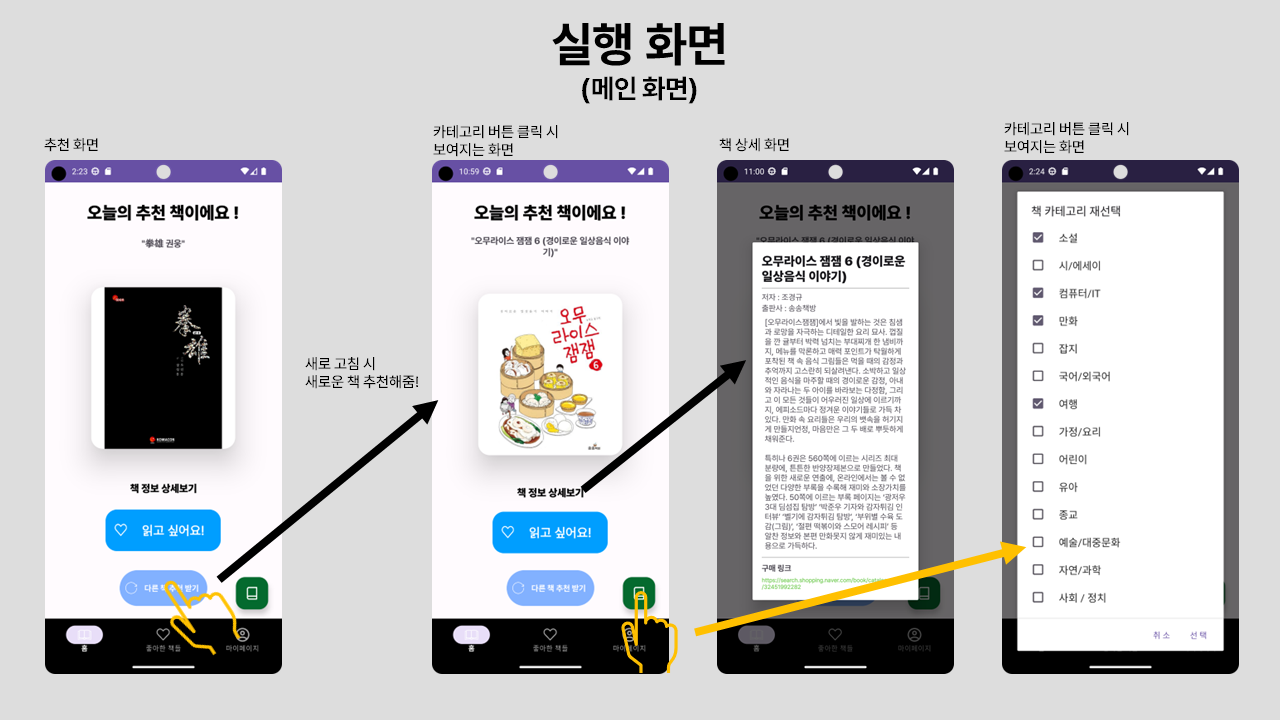 실행 화면
(메인 화면)
추천 화면
2:23
오늘의 추천 책이에요 !
"拳雄 권웅"
拳雄
책 정보 상세보기
읽고 싶어요!
다른 책 추천 받기
홈
좋아한 책들
마이페이지
새로 고침 시
새로운 책 추천해줌!
카테고리 버튼 클릭 시
보여지는 화면
10:59
오늘의 추천 책이에요 !
"오무라이스 잼잼 6 (경이로운 일상음식 이야
기)"
오무
라이스
잼잼
6
책 정보 상세보기
읽고 싶어요!
다른 책 추천 받기
홈
좋아한 책들
마이페이지
책 상세 화면
11:00
오늘의 추천 책이에요 !
"오무라이스 잼잼 6 (경이로운 일상음식 이야
오무라이스 잼잼 6 (경이로운
일상음식 이야기)
저자 : 조경규
출판사 : 송송책방
[오무라이스잼잼]에서 빛을 발하는 것은 침샘
과 로망을 자극하는 디테일한 요리 묘사. 껍질
을 깐 귤부터 박력 넘치는 부대찌개 한 냄비까
지, 메뉴를 막론하고 매력 포인트가 탁월하게
포착된 책 속 음식 그림들은 먹을 때의 감정과
추억까지 고스란히 되살려낸다. 소박하고 일상
적인 음식을 마주할 때의 경이로운 감정, 아내
와 자라나는 두 아이를 바라보는 다정함, 그리
고 이 모든 것들이 어우러진 일상에 이르기까
지, 에피소드마다 정겨운 이야기들로 가득 차
있다. 만화 속 요리들은 우리의 뱃속을 허기지
게 만들지언정, 마음만은 그 두 배로 뿌듯하게
채워준다.
특히나 6권은 560쪽에 이르는 시리즈 최대
분량에, 튼튼한 반양장제본으로 만들었다. 책
을 위한 새로운 연출에, 온라인에서는 볼 수 없
었던 다양한 부록을 수록해 재미와 소장가치를
높였다. 50쪽에 이르는 부록 페이지는 '광저우
3대 딤섬집 탐방' '박준우 기자와 감자튀김 인
터뷰' '벨기에 감자튀김 탐방', '부위별 수육 도
감(그림)', '절편 떡볶이와 스모어 레시피' 등
알찬 정보와 본편 만화못지 않게 재미있는 내
용으로 가득하다.
구매 링크
https://search.shopping.naver.com/book/catalog
/32451992282
홈
좋아한 책들
마이페이지
카테고리 버튼 클릭 시
보여지는 화면
2:24
책 카테고리 재선택
소설
시/에세이
컴퓨터/IT
만화
잡지
국어/외국어
여행
가정/요리
어린이
유아
종교
예술/대중문화
자연/과학
사회 / 정치
취소 선택